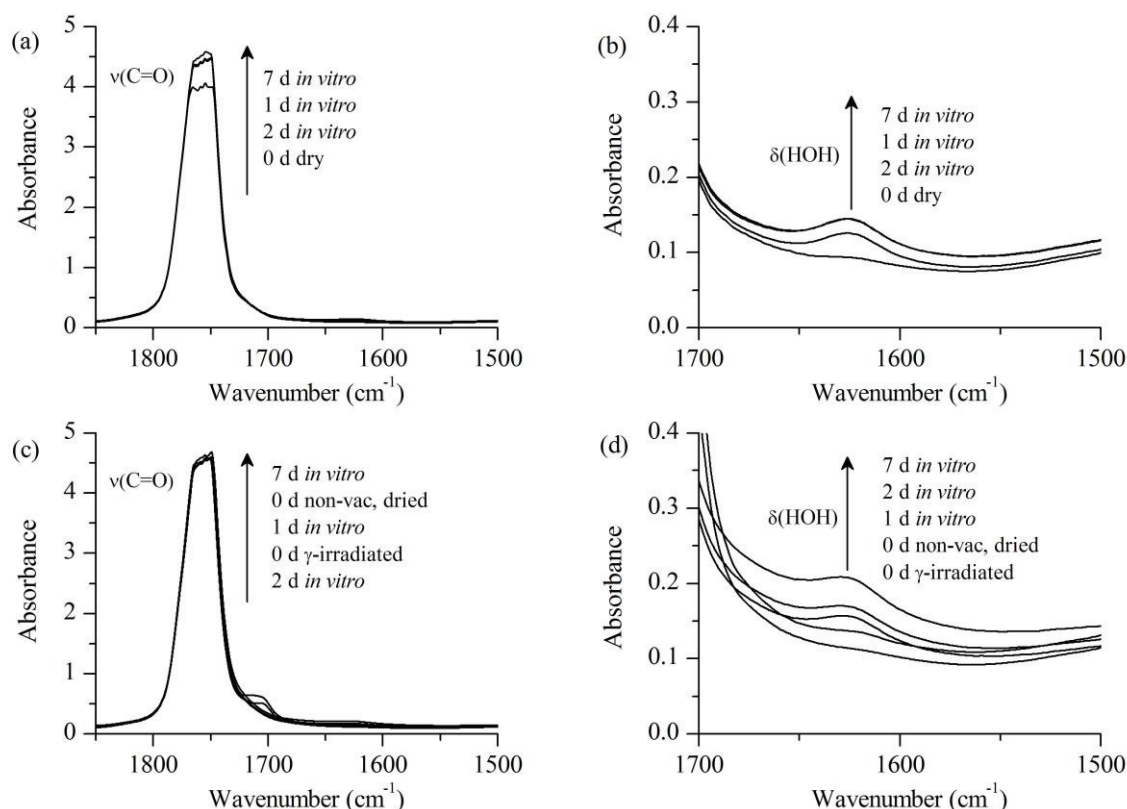 (a)
5
4
3
2
1
0
Absorbance
ν(C=O)
7 d in vitro
1 d in vitro
2 d in vitro
0 d dry
1800 1700 1600 1500
Wavenumber (cm⁻¹)
(b)
0.4
0.3
0.2
0.1
0.0
Absorbance
δ(HOH)
7 d in vitro
1 d in vitro
2 d in vitro
0 d dry
1700 1600 1500
Wavenumber (cm⁻¹)
(c)
5
4
3
2
1
0
Absorbance
ν(C=O)
7 d in vitro
0 d non-vac, dried
1 d in vitro
0 d γ-irradiated
2 d in vitro
1800 1700 1600 1500
Wavenumber (cm⁻¹)
(d)
0.4
0.3
0.2
0.1
0.0
Absorbance
δ(HOH)
7 d in vitro
2 d in vitro
1 d in vitro
0 d non-vac, dried
0 d γ-irradiated
1700 1600 1500
Wavenumber (cm⁻¹)